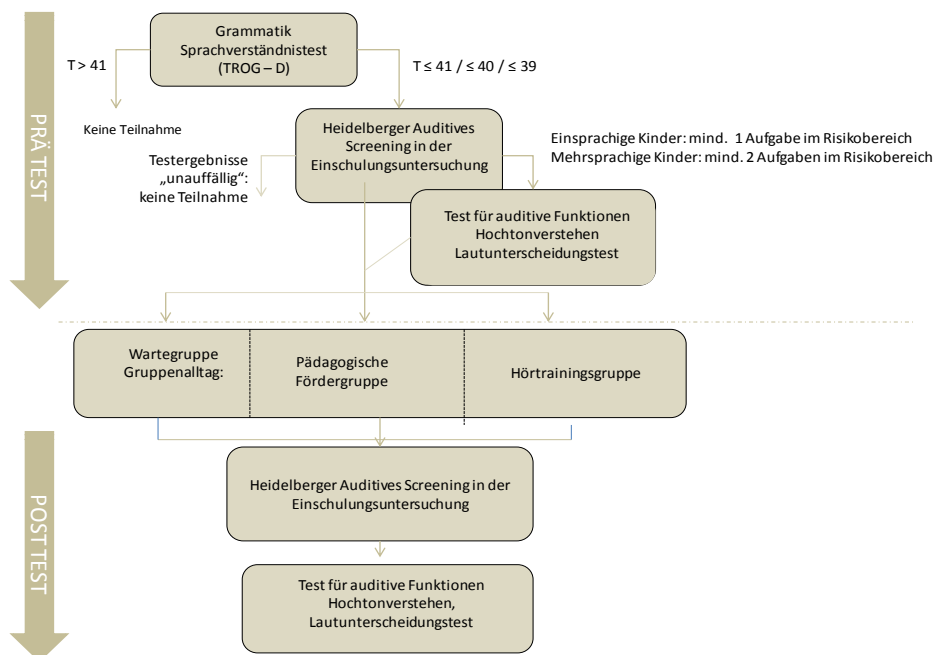 PRÄ TEST
Grammatik
Sprachverständnistest
(TROG – D)
T > 41
T ≤ 41 / ≤ 40 / ≤ 39
Keine Teilnahme
Heidelberger Auditives
Screening in der
Einschulungsuntersuchung
Testergebnisse
„unauffällig“:
keine Teilnahme
Einsprachige Kinder: mind. 1 Aufgabe im Risikobereich
Mehrsprachige Kinder: mind. 2 Aufgaben im Risikobereich
Test für auditive Funktionen
Hochtonverstehen
Lautunterscheidungstest
Wartegruppe
Gruppenalltag:
Pädagogische
Fördergruppe
Hörtrainingsgruppe
POST TEST
Heidelberger Auditives Screening in der
Einschulungsuntersuchung
Test für auditive Funktionen
Hochtonverstehen,
Lautunterscheidungstest